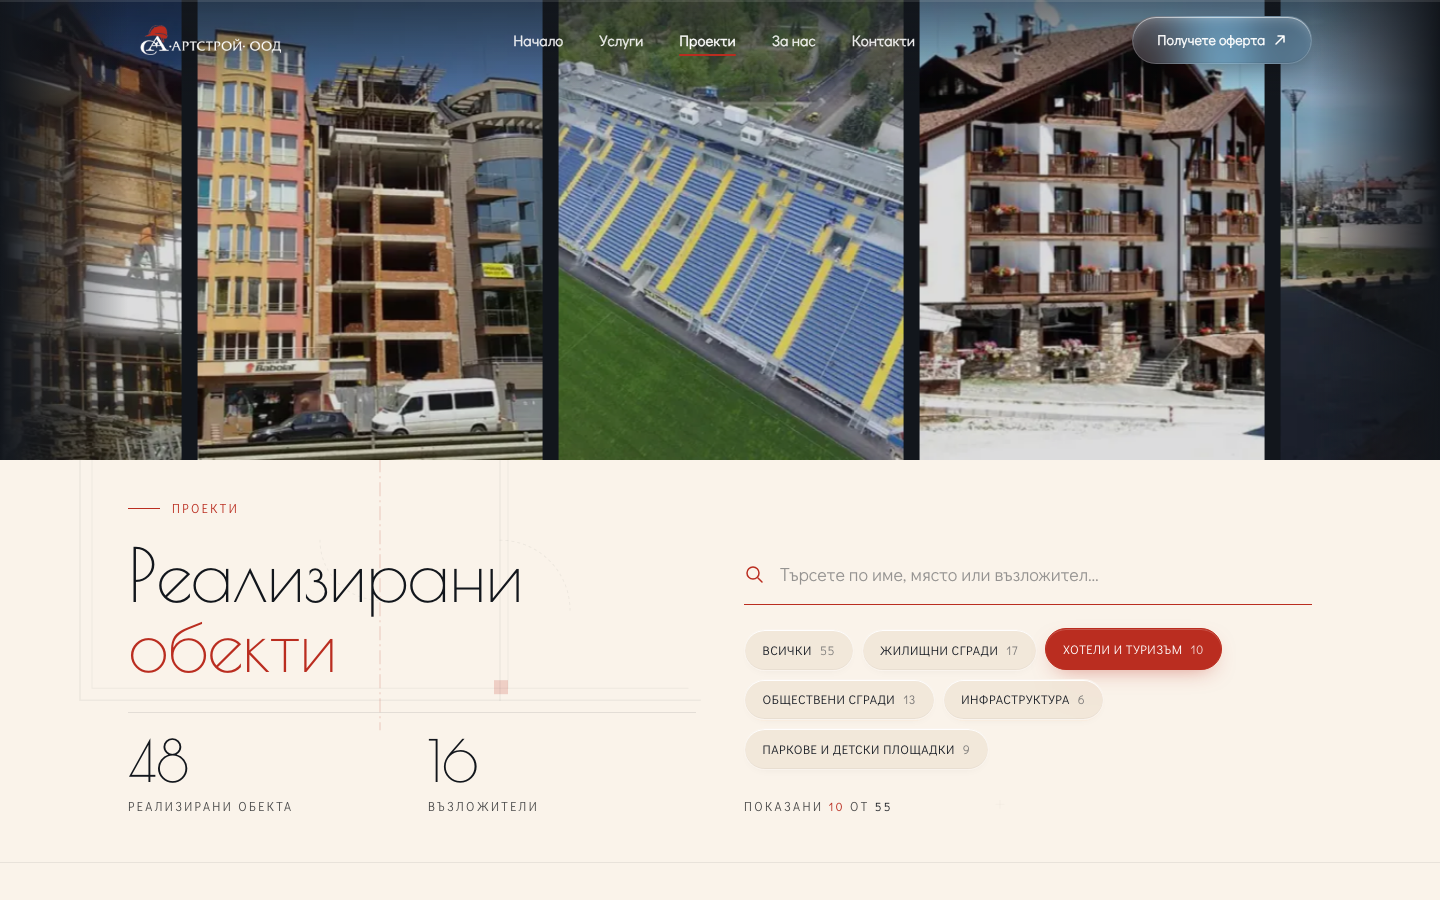 АРТСТРОЙ ООД
Начало
Услуги
Проекти
За нас
Контакти
Получете оферта
Babolat
ПРОЕКТИ
Реализирани
обекти
Търсете по име, място или възложител...
ВСИЧКИ 55
ЖИЛИЩНИ СГРАДИ 17
ХОТЕЛИ И ТУРИЗЪМ 10
ОБЩЕСТВЕНИ СГРАДИ 13
ИНФРАСТРУКТУРА 6
ПАРКОВЕ И ДЕТСКИ ПЛОЩАДКИ 9
48
РЕАЛИЗИРАНИ ОБЕКТА
16
ВЪЗЛОЖИТЕЛИ
ПОКАЗАНИ 10 ОТ 55